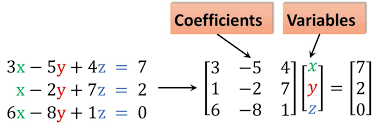 Coefficients Variables
3x − 5y + 4z = 7
x − 2y + 7z = 2
6x − 8y + 1z = 0
[3 −5 4] [x] = [7]
[1 −2 7] [y] [2]
[6 −8 1] [z] [0]